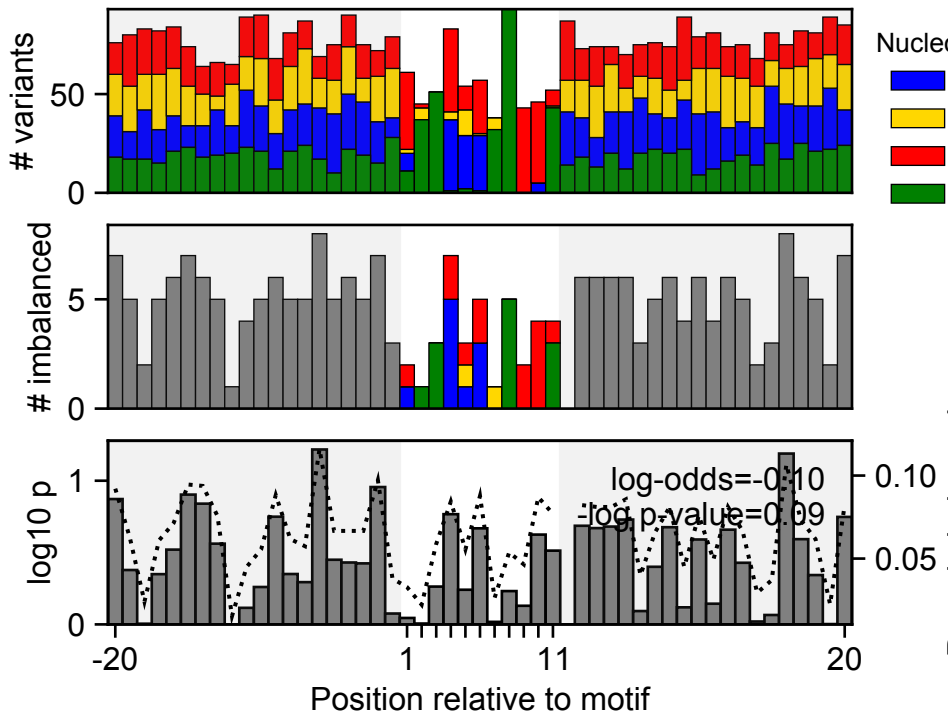 # variants
50
0
Nucle
# imbalanced
5
0
log10 p
1
0
log-odds=-0.10
log p-value=0.09
0.10
0.05
-20
1
11
20
Position relative to motif